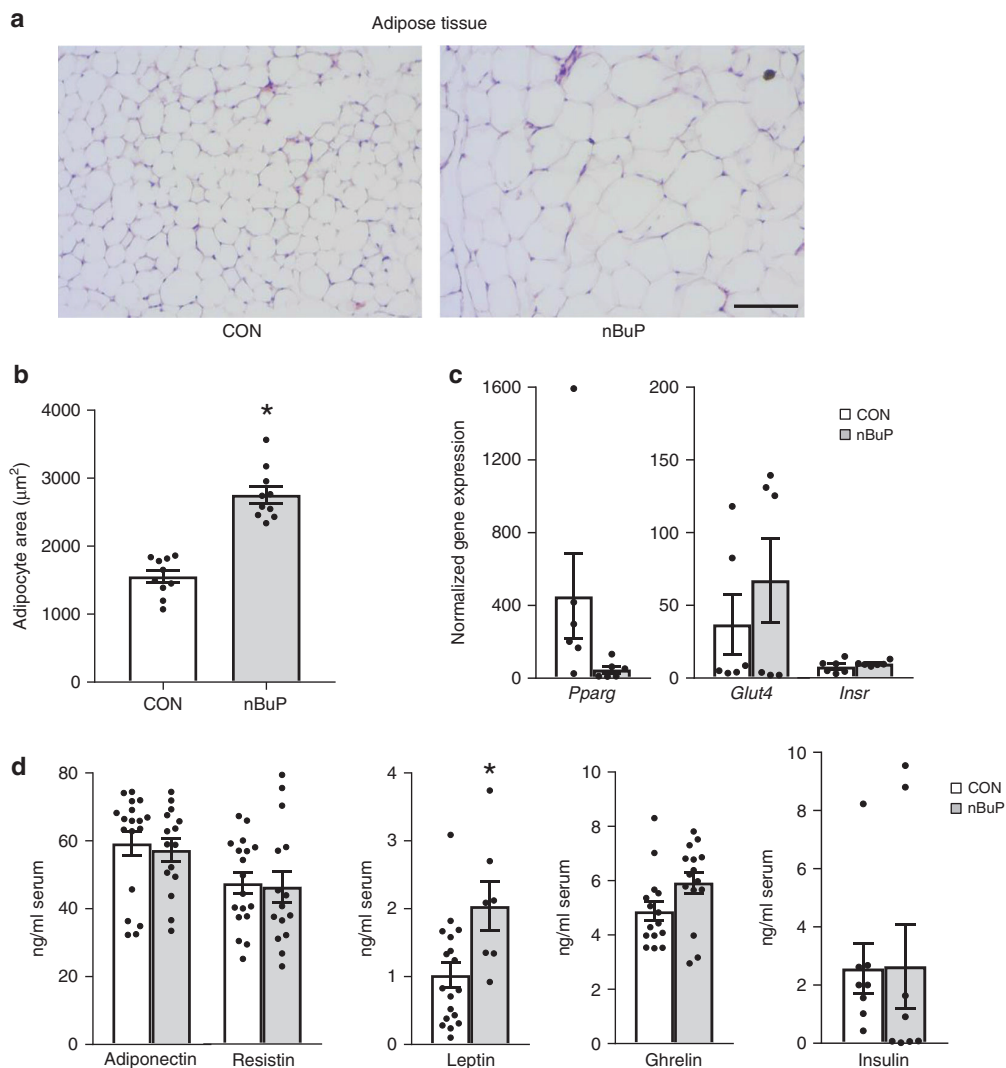 a
Adipose tissue
CON
nBuP
b
Adipocyte area (μm²)
4000
3000
2000
1000
0
*
CON
nBuP
c
Normalized gene expression
1600
1200
800
400
0
Pparg
200
150
100
50
0
Glut4
Insr
CON
nBuP
d
ng/ml serum
80
60
40
20
0
Adiponectin
Resistin
ng/ml serum
4
3
2
1
0
*
Leptin
ng/ml serum
10
8
6
4
2
0
Ghrelin
ng/ml serum
10
8
6
4
2
0
Insulin
CON
nBuP